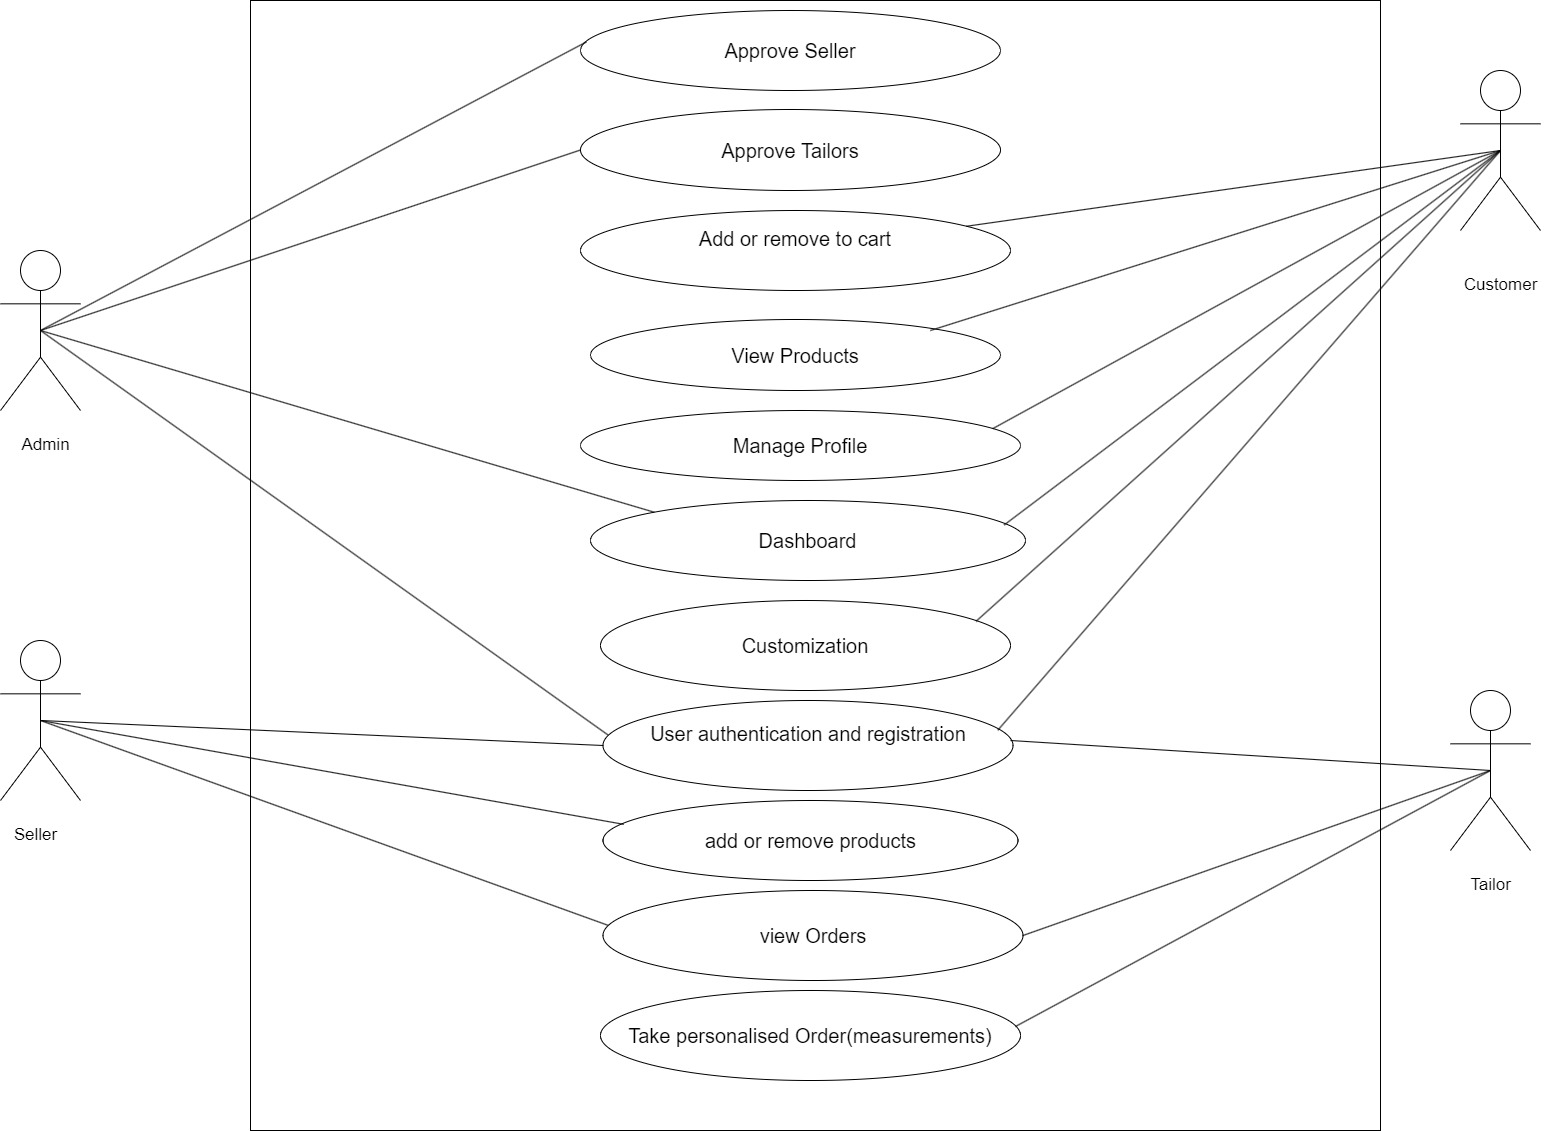 Approve Seller
Approve Tailors
Add or remove to cart
Customer
View Products
Admin
Manage Profile
Dashboard
Customization
User authentication and registration
Seller
add or remove products
Tailor
view Orders
Take personalised Order(measurements)